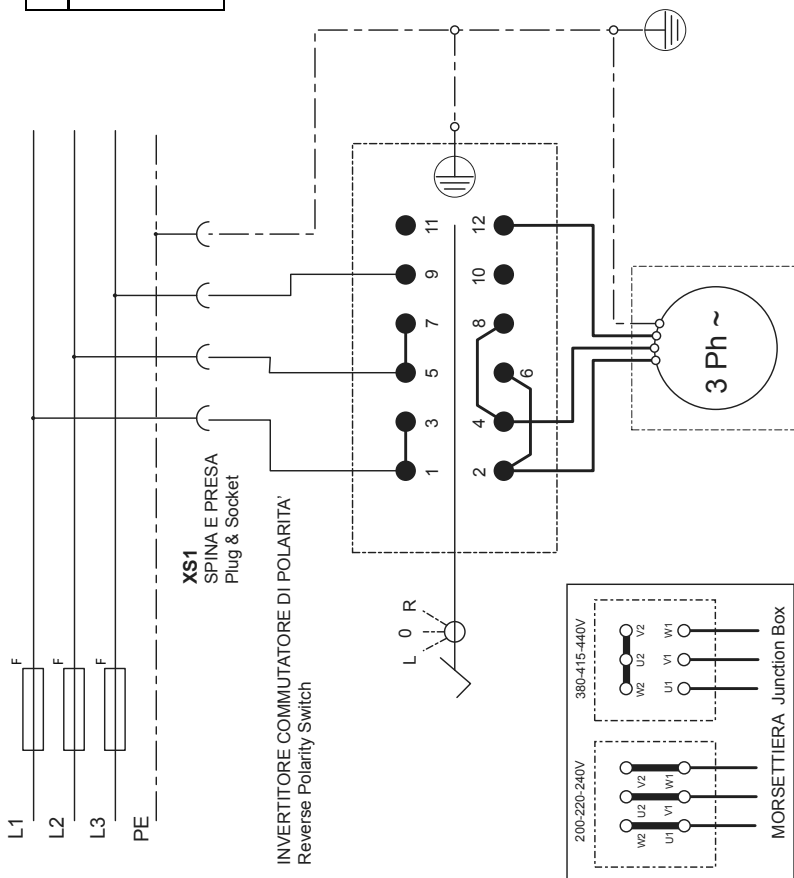 L1
L2
L3
PE
F
F
F
XS1
SPINA E PRESA
Plug & Socket
INVERTITORE COMMUTATORE DI POLARITA'
Reverse Polarity Switch
L 0 R
1 3 5 7 9 11
2 4 6 8 10 12
3 Ph ~
200-220-240V
W2 U2 V2
U1 V1 W1
380-415-440V
W2 U2 V2
U1 V1 W1
MORSETTIERA Junction Box